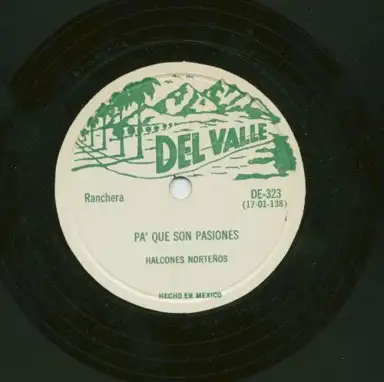 DEL VALLE
Ranchera
DE-323
(17-01-138)
PA' QUE SON PASIONES
HALCONES NORTEÑOS
HECHO EN MEXICO